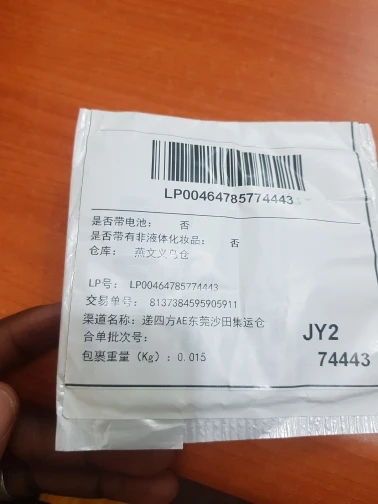 LP00464785774443
是否带电池： 否
是否带有非液体化妆品： 否
仓库： 燕文义乌仓
LP号： LP00464785774443
交易单号： 8137384595905911
渠道名称：递四方AE东莞沙田集运仓
合单批次号：
JY2
包裹重量（Kg）：0.015
74443